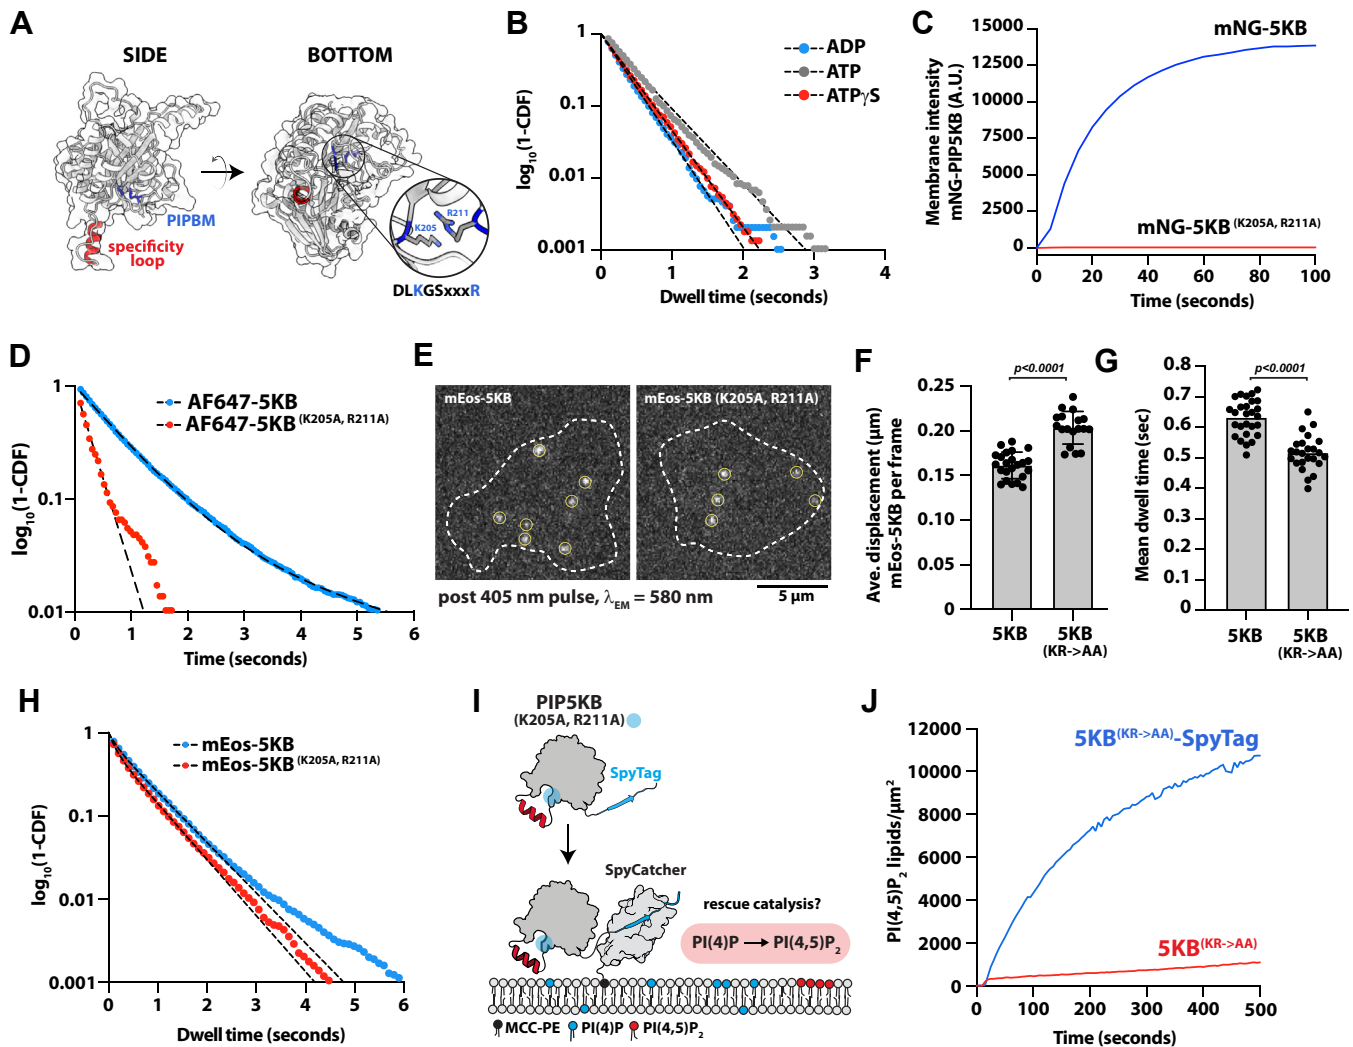 A
SIDE
BOTTOM
PIPBM
specificity
loop
K205
R211
DLKGSxxxR
B
log₁₀(1-CDF)
1
0.1
0.01
0.001
0
1
2
3
4
Dwell time (seconds)
ADP
ATP
ATPγS
C
Membrane intensity
mNG-PIP5KB (A.U.)
15000
12500
10000
7500
5000
2500
0
0
20
40
60
80
100
Time (seconds)
mNG-5KB
mNG-5KB(K205A, R211A)
D
log₁₀(1-CDF)
1
0.1
0.01
0
1
2
3
4
5
6
Time (seconds)
AF647-5KB
AF647-5KB(K205A, R211A)
E
mEos-5KB
mEos-5KB (K205A, R211A)
post 405 nm pulse, λEM = 580 nm
5 µm
F
Ave. displacement (µm)
mEos-5KB per frame
0.25
0.20
0.15
0.10
0.05
0
p<0.0001
5KB
5KB
(KR->AA)
G
Mean dwell time (sec)
0.8
0.7
0.6
0.5
0.4
0.3
0.2
0.1
0
p<0.0001
5KB
5KB
(KR->AA)
H
log₁₀(1-CDF)
1
0.1
0.01
0.001
0
1
2
3
4
5
6
Dwell time (seconds)
mEos-5KB
mEos-5KB(K205A, R211A)
I
PIP5KB
(K205A, R211A)
SpyTag
SpyCatcher
rescue catalysis?
PI(4)P → PI(4,5)P₂
MCC-PE PI(4)P PI(4,5)P₂
J
PI(4,5)P₂ lipids/µm²
12000
10000
8000
6000
4000
2000
0
0
100
200
300
400
500
Time (seconds)
5KB(KR->AA)-SpyTag
5KB(KR->AA)